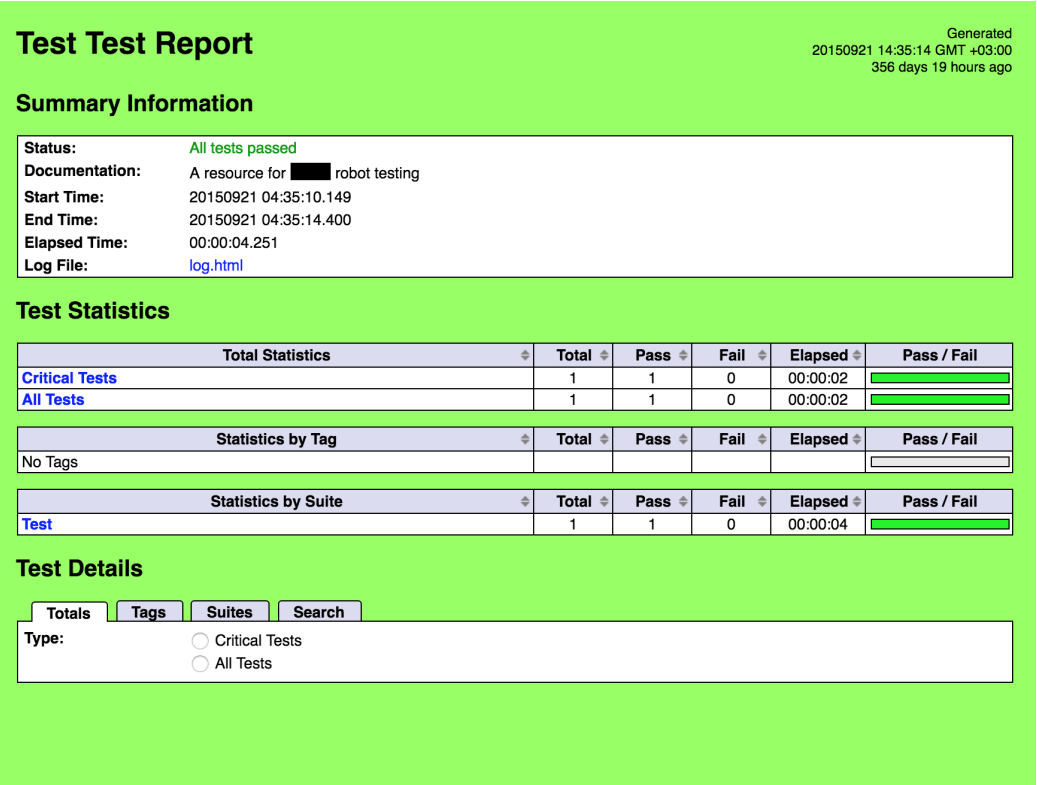 Test Test Report
Generated
20150921 14:35:14 GMT +03:00
356 days 19 hours ago
Summary Information
Status: All tests passed
Documentation: A resource for robot testing
Start Time: 20150921 04:35:10.149
End Time: 20150921 04:35:14.400
Elapsed Time: 00:00:04.251
Log File: log.html
Test Statistics
Total Statistics Total Pass Fail Elapsed Pass / Fail
Critical Tests 1 1 0 00:00:02
All Tests 1 1 0 00:00:02
Statistics by Tag Total Pass Fail Elapsed Pass / Fail
No Tags
Statistics by Suite Total Pass Fail Elapsed Pass / Fail
Test 1 1 0 00:00:04
Test Details
Totals Tags Suites Search
Type: Critical Tests
All Tests